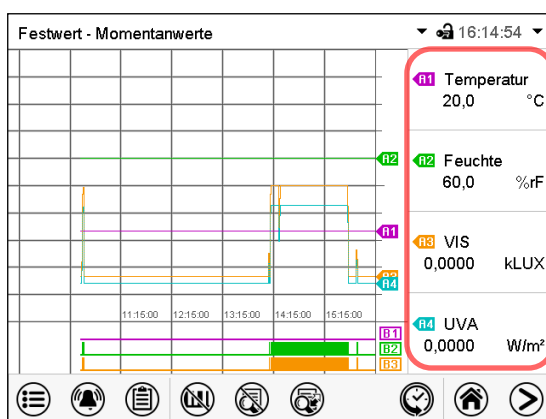 Festwert - Momentanwerte
16:14:54
A1 Temperatur
20,0 °C
A2 Feuchte
60,0 %rF
A3 VIS
0,0000 kLUX
A4 UVA
0,0000 W/m²
A2
A1
A3
A4
11:15:00 12:15:00 13:15:00 14:15:00 15:15:00
B1
B2
B3